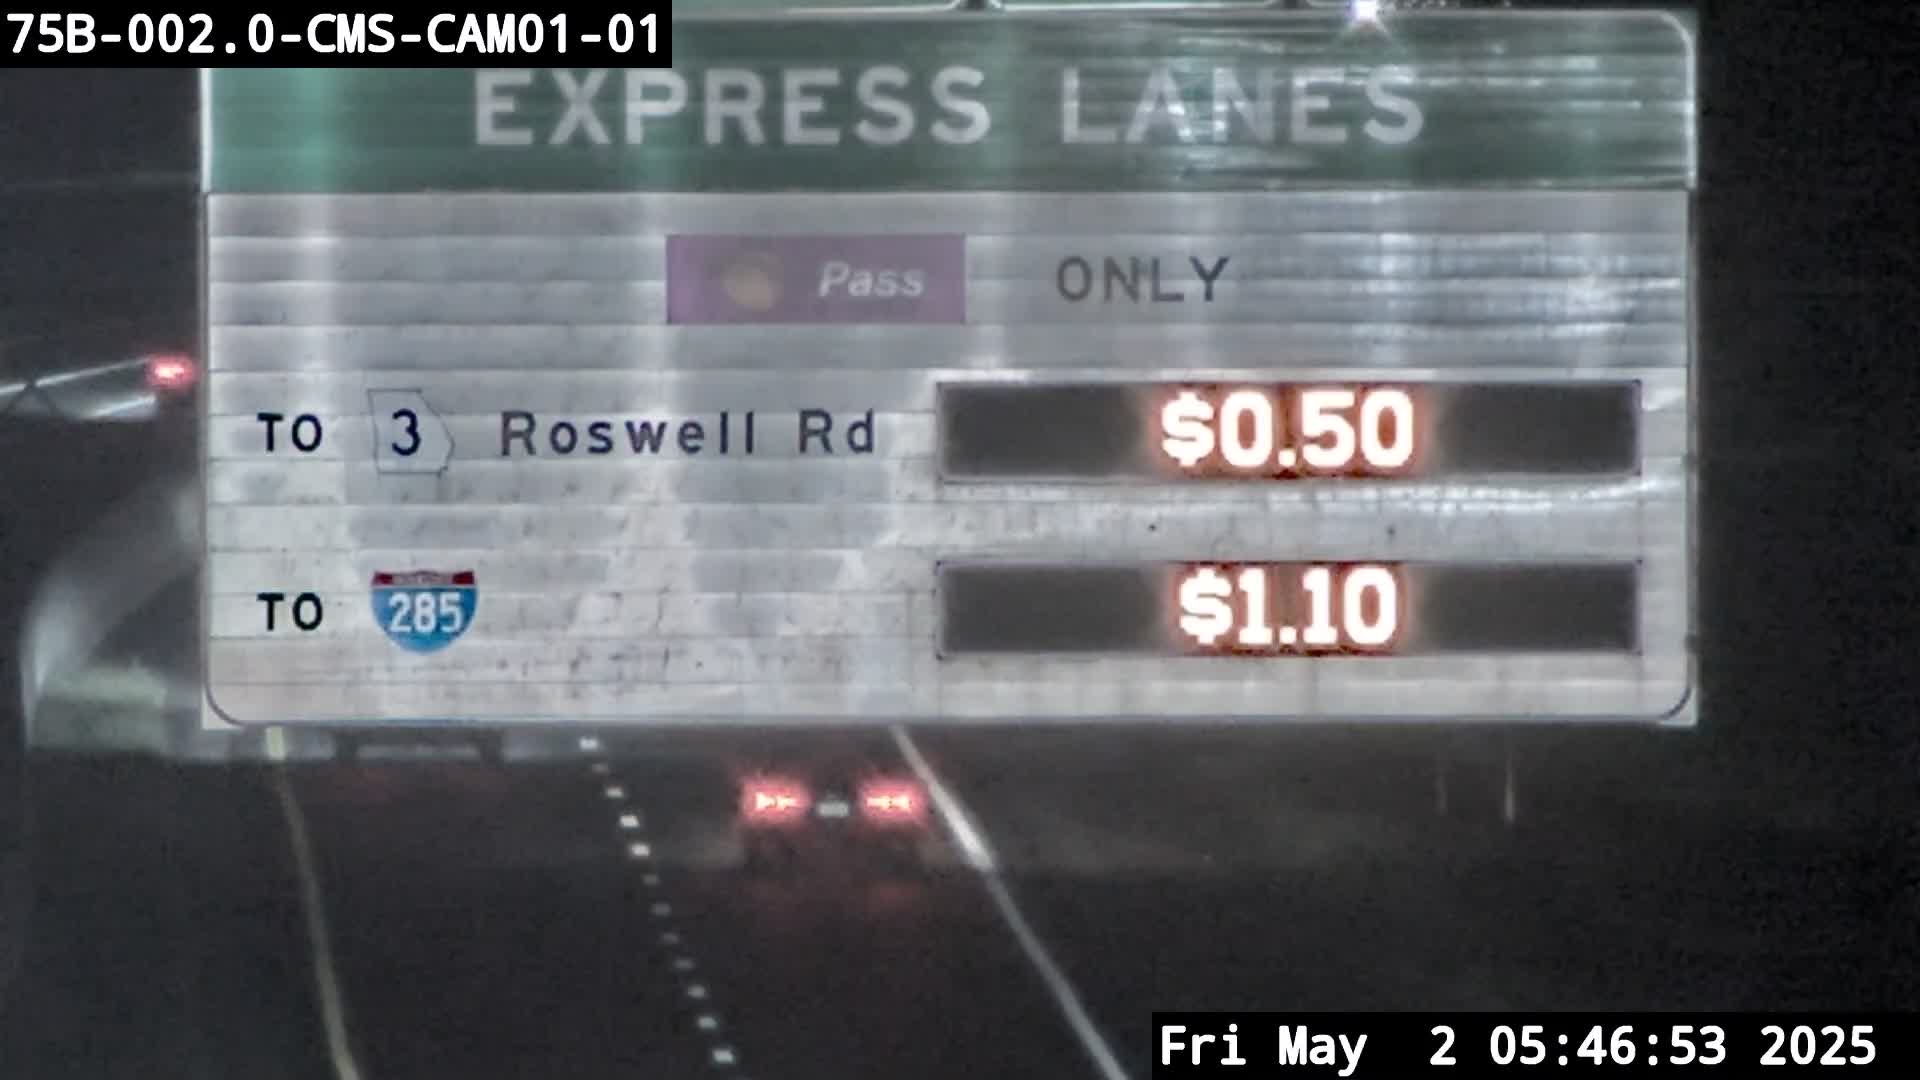 75B-002.0-CMS-CAM01-01
EXPRESS LANES
Pass ONLY
TO 3 Roswell Rd $0.50
TO 285 $1.10
Fri May 2 05:46:53 2025